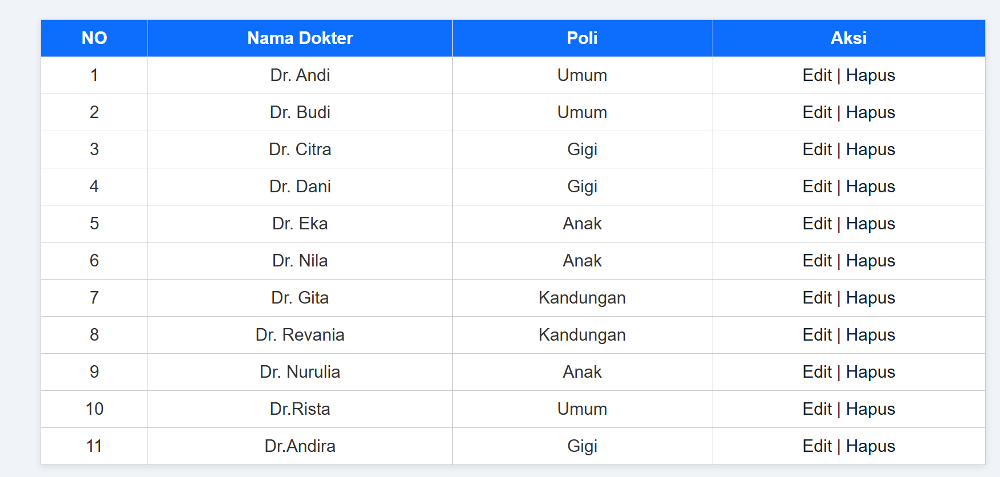 NO Nama Dokter Poli Aksi
1 Dr. Andi Umum Edit | Hapus
2 Dr. Budi Umum Edit | Hapus
3 Dr. Citra Gigi Edit | Hapus
4 Dr. Dani Gigi Edit | Hapus
5 Dr. Eka Anak Edit | Hapus
6 Dr. Nila Anak Edit | Hapus
7 Dr. Gita Kandungan Edit | Hapus
8 Dr. Revania Kandungan Edit | Hapus
9 Dr. Nurulia Anak Edit | Hapus
10 Dr.Rista Umum Edit | Hapus
11 Dr.Andira Gigi Edit | Hapus